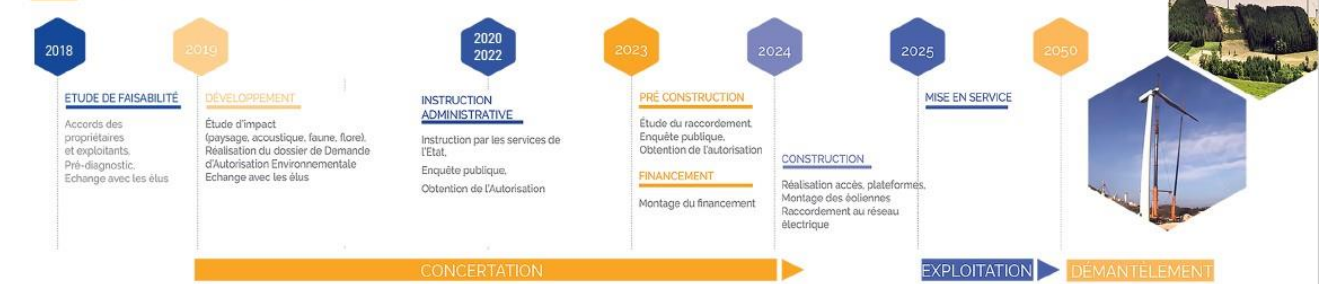 2018
ETUDE DE FAISABILITÉ
Accords des
propriétaires
et exploitants,
Pré-diagnostic,
Echange avec les élus
2019
DÉVELOPPEMENT
Étude d'impact
(paysage, acoustique, faune, flore),
Réalisation du dossier de Demande
d'Autorisation Environnementale
Echange avec les élus
2020
2022
INSTRUCTION
ADMINISTRATIVE
Instruction par les services de
l'Etat,
Enquête publique,
Obtention de l'Autorisation
2023
PRÉ CONSTRUCTION
Étude du raccordement,
Enquête publique,
Obtention de l'autorisation
FINANCEMENT
Montage du financement
2024
CONSTRUCTION
Réalisation accès, plateformes,
Montage des éoliennes
Raccordement au réseau
électrique
2025
MISE EN SERVICE
2050
CONCERTATION
EXPLOITATION
DÉMANTÈLEMENT